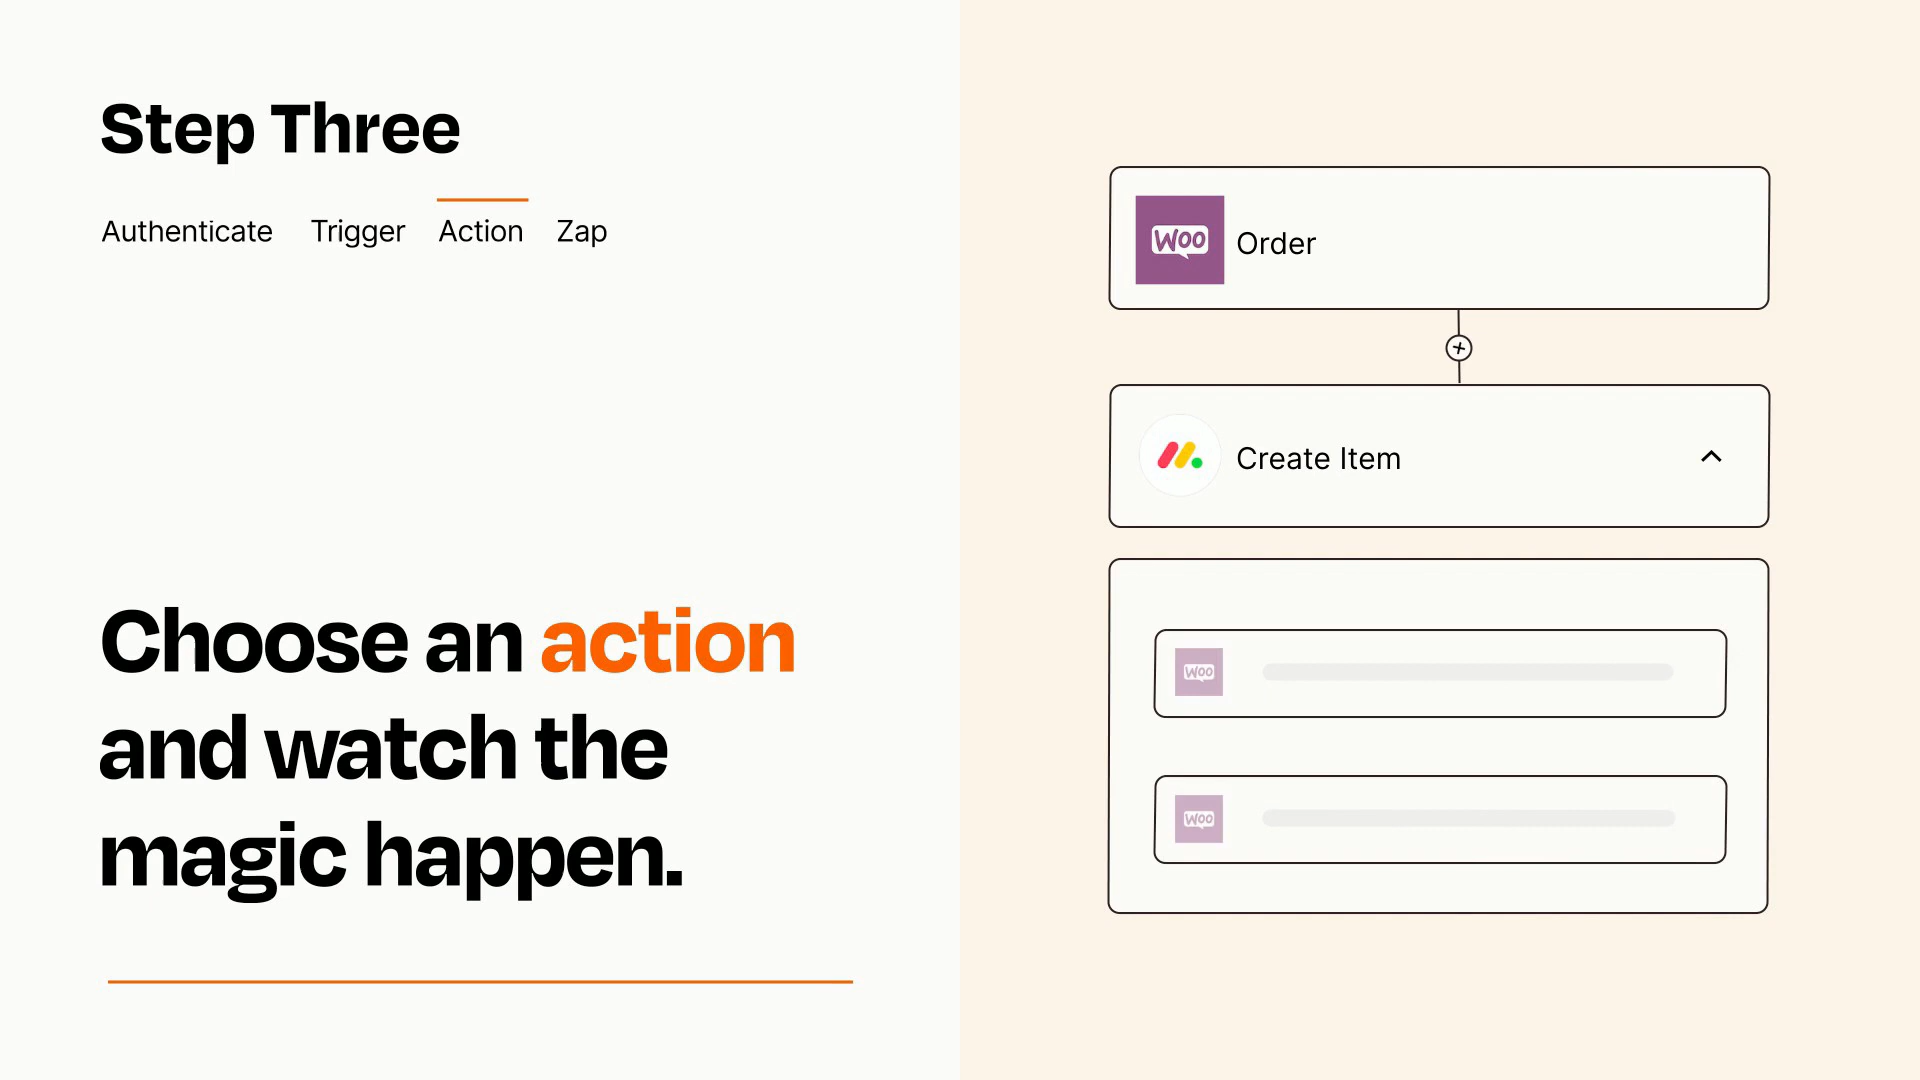 Step Three
Authenticate Trigger Action Zap
Choose an action
and watch the
magic happen.
Woo Order
Create Item
Woo
Woo